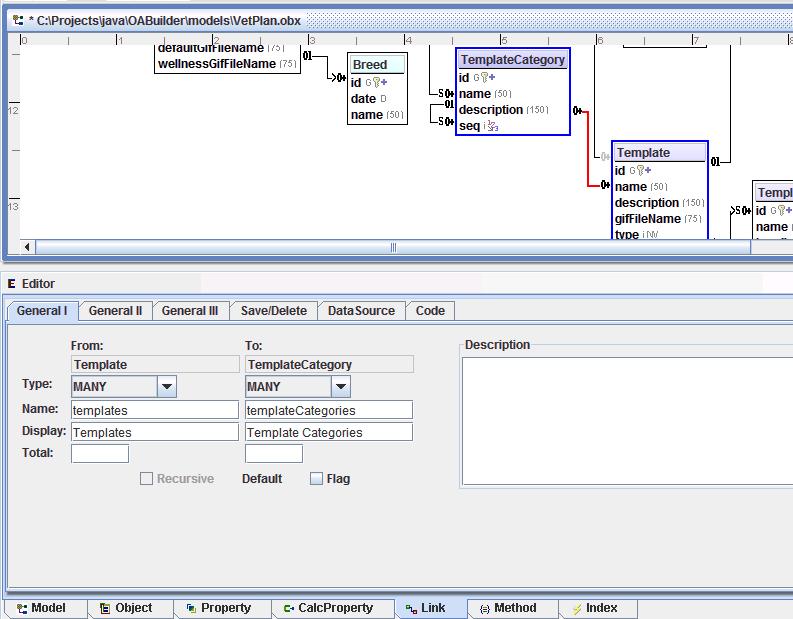 * C:\Projects\java\OABuilder\models\VetPlan.obx
0 1 2 3 4 5 6 7 8
defaultGifFileName (75)
wellnessGifFileName (75)
01
0+
Breed
id G +
date D
name (50)
TemplateCategory
id G +
S0+ name (50)
01 description (150) 0+
S0+ seq i
12
Template
0+
01
id G +
0+ name (50)
description (150)
gifFileName (75)
type i NV
13
Templ
S0+ id G +
name
E Editor
General I General II General III Save/Delete DataSource Code
From: To: Description
Template TemplateCategory
Type: MANY MANY
Name: templates templateCategories
Display: Templates Template Categories
Total:
Recursive Default Flag
Model Object Property CalcProperty Link Method Index